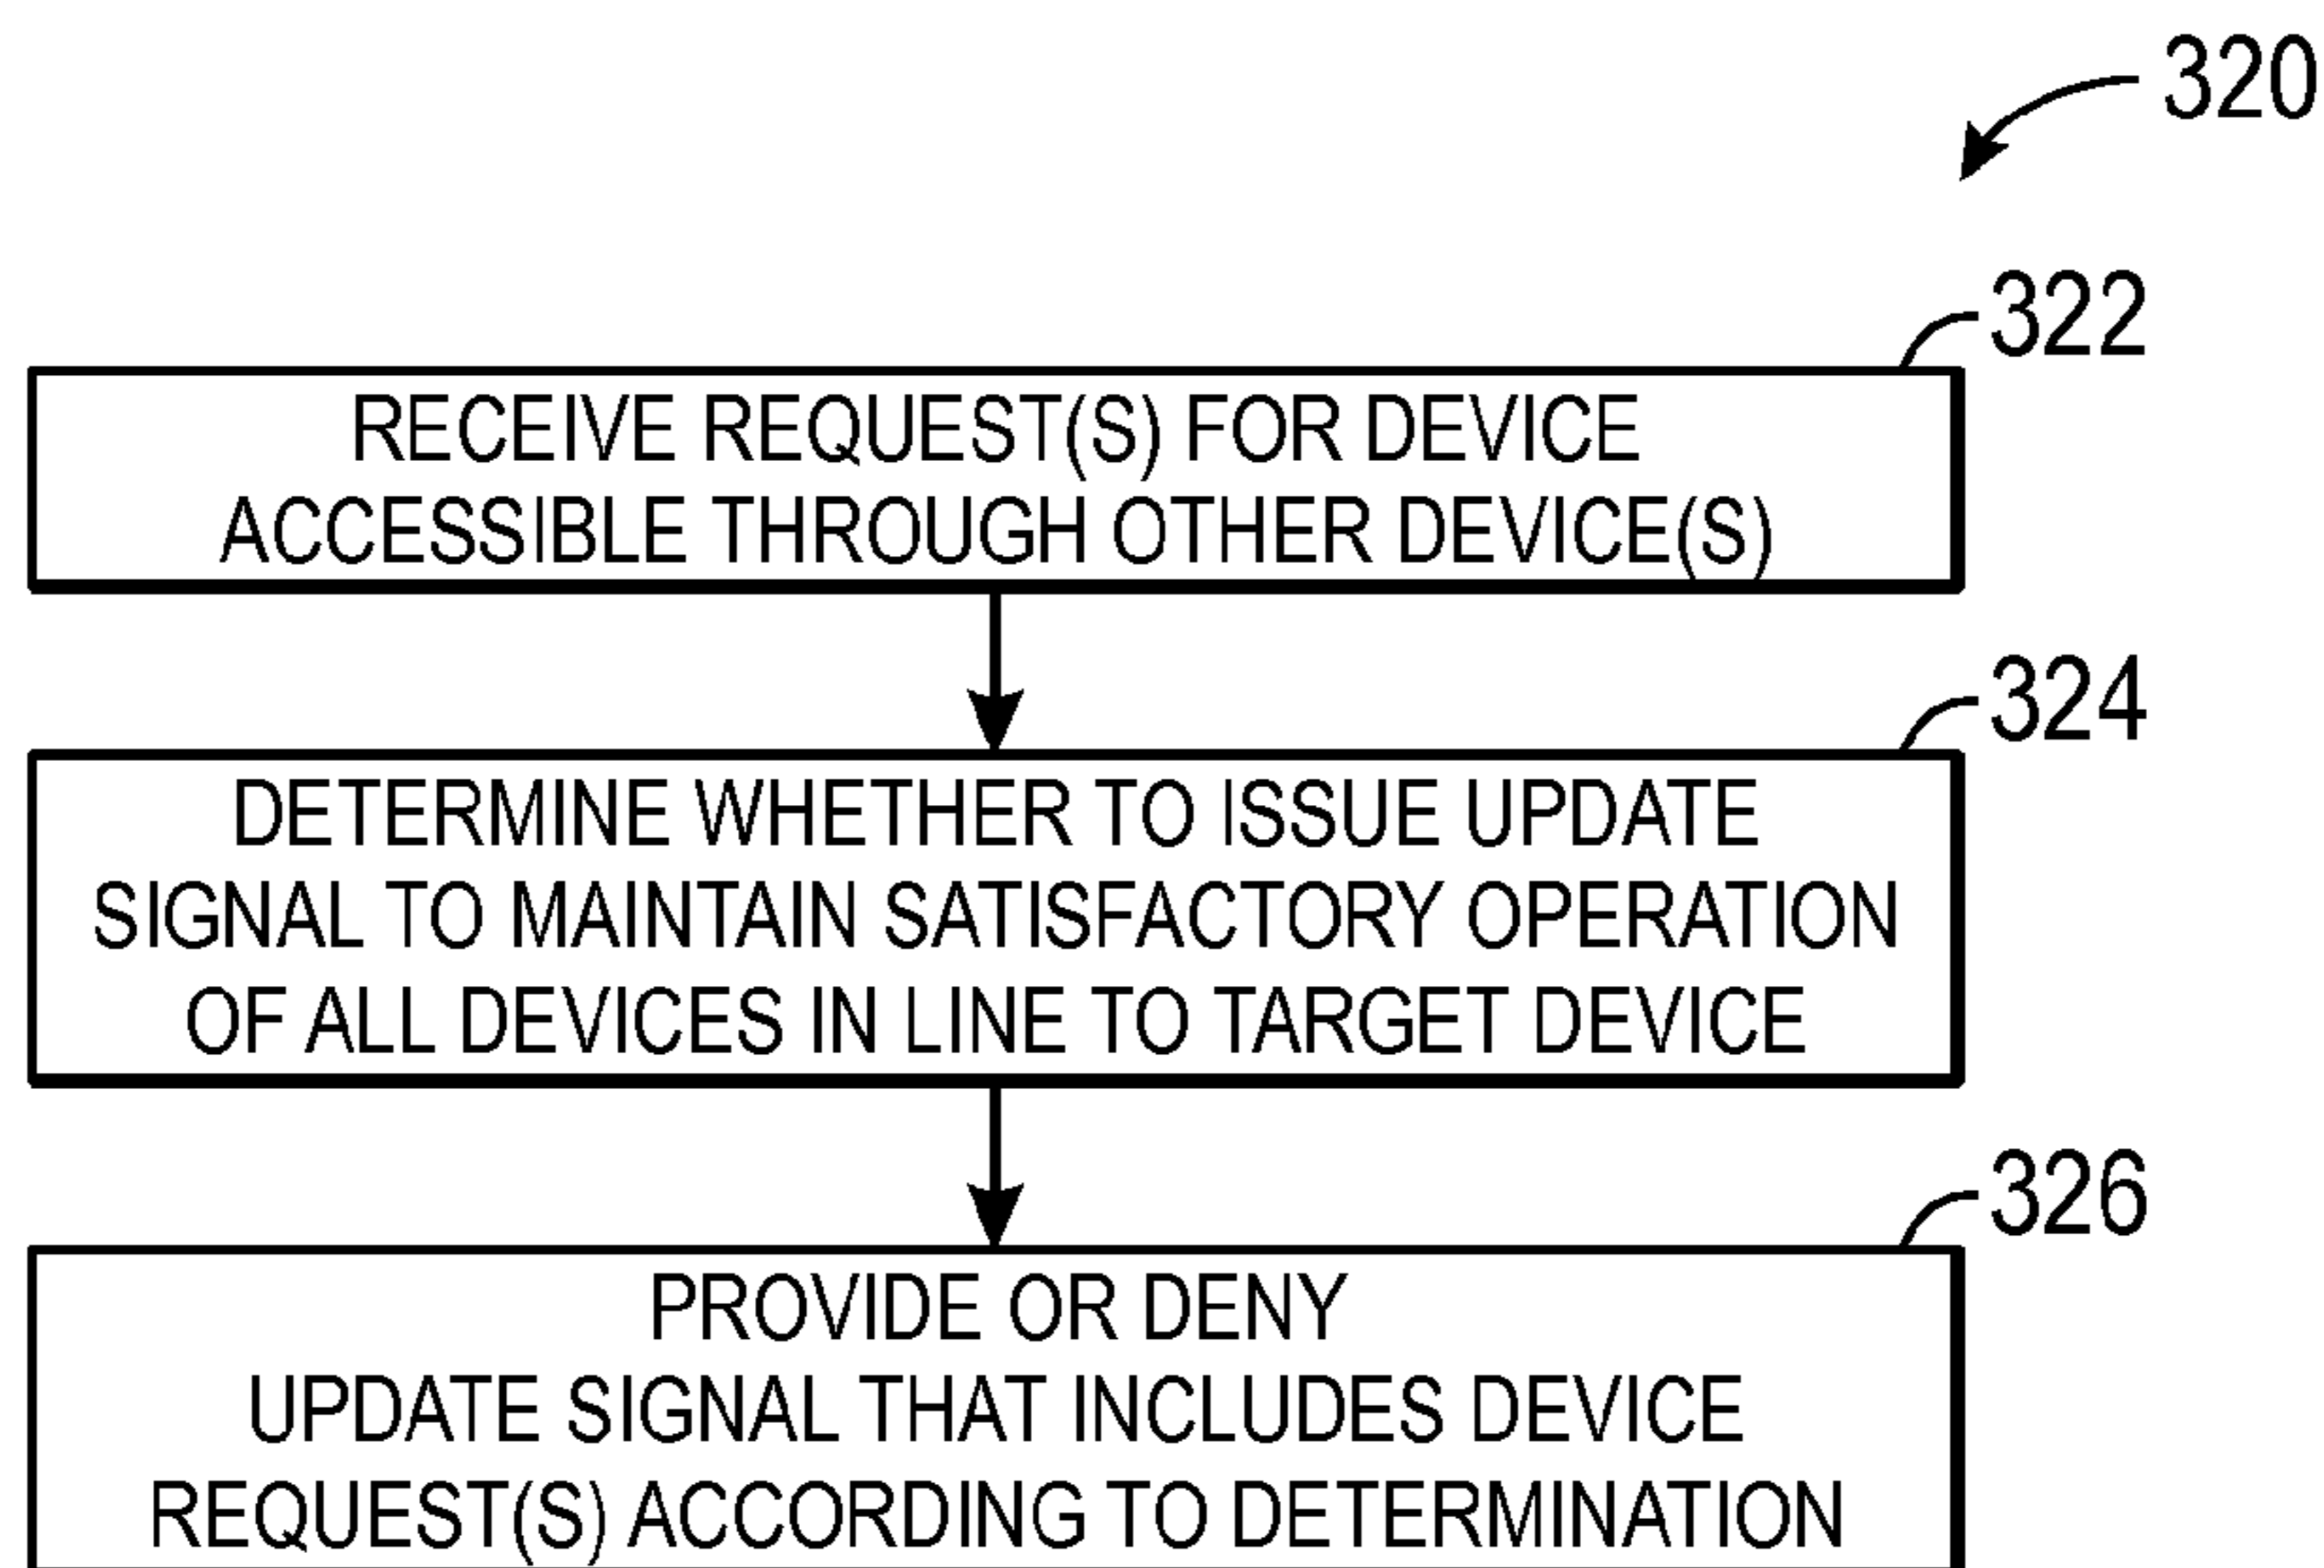 320
322
RECEIVE REQUEST(S) FOR DEVICE
ACCESSIBLE THROUGH OTHER DEVICE(S)
324
DETERMINE WHETHER TO ISSUE UPDATE
SIGNAL TO MAINTAIN SATISFACTORY OPERATION
OF ALL DEVICES IN LINE TO TARGET DEVICE
326
PROVIDE OR DENY
UPDATE SIGNAL THAT INCLUDES DEVICE
REQUEST(S) ACCORDING TO DETERMINATION